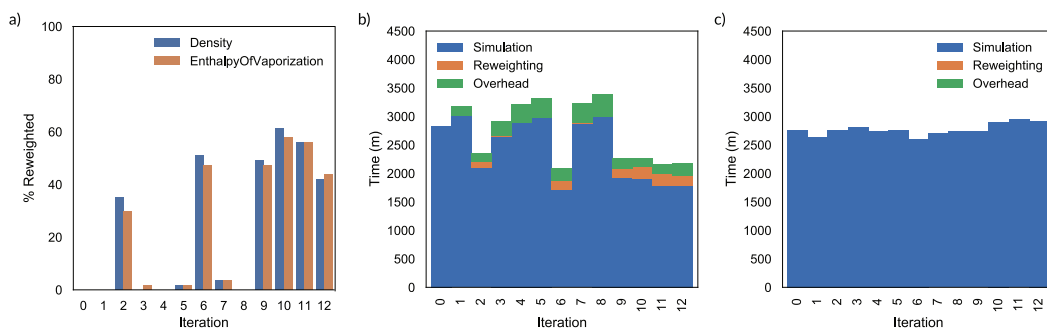 a)
100
80
60
40
20
0
% Reweighted
Density
EnthalpyOfVaporization
0 1 2 3 4 5 6 7 8 9 10 11 12
Iteration
b)
4500
4000
3500
3000
2500
2000
1500
1000
500
0
Time (m)
Simulation
Reweighting
Overhead
0 1 2 3 4 5 6 7 8 9 10 11 12
Iteration
c)
4500
4000
3500
3000
2500
2000
1500
1000
500
0
Time (m)
Simulation
Reweighting
Overhead
0 1 2 3 4 5 6 7 8 9 10 11 12
Iteration